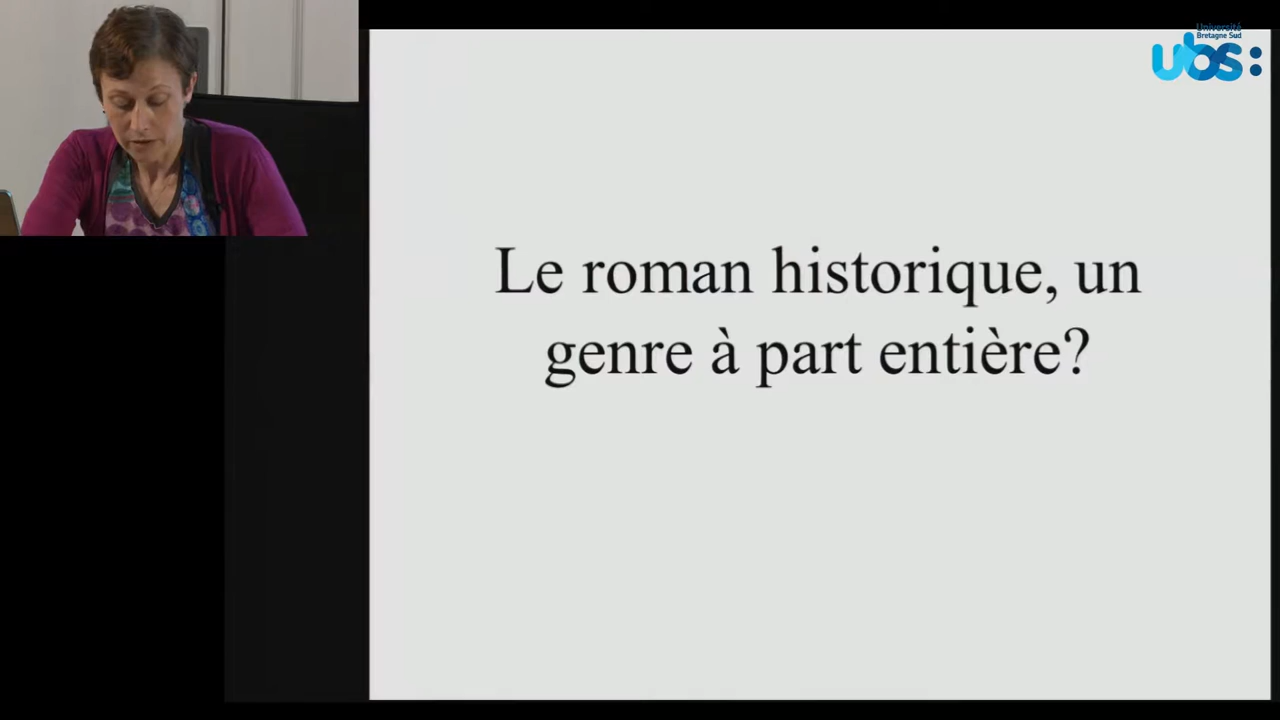 Université
Bretagne Sud
ubs:
Le roman historique, un
genre à part entière?